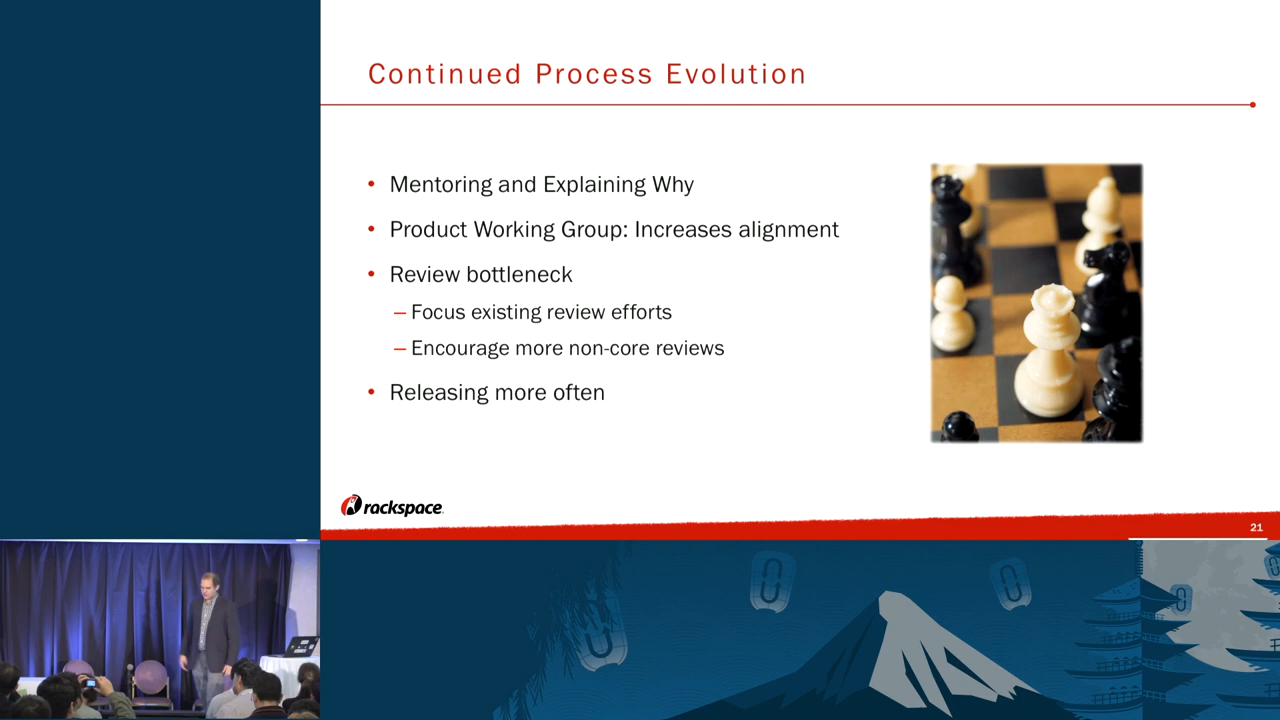 Continued Process Evolution
• Mentoring and Explaining Why
• Product Working Group: Increases alignment
• Review bottleneck
– Focus existing review efforts
– Encourage more non-core reviews
• Releasing more often
rackspace
21